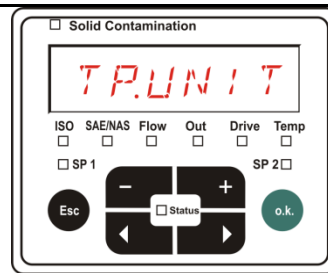 Solid Contamination
TP.UNIT
ISO SAE/NAS Flow Out Drive Temp
SP 1 SP 2
- +
Esc Status o.k.